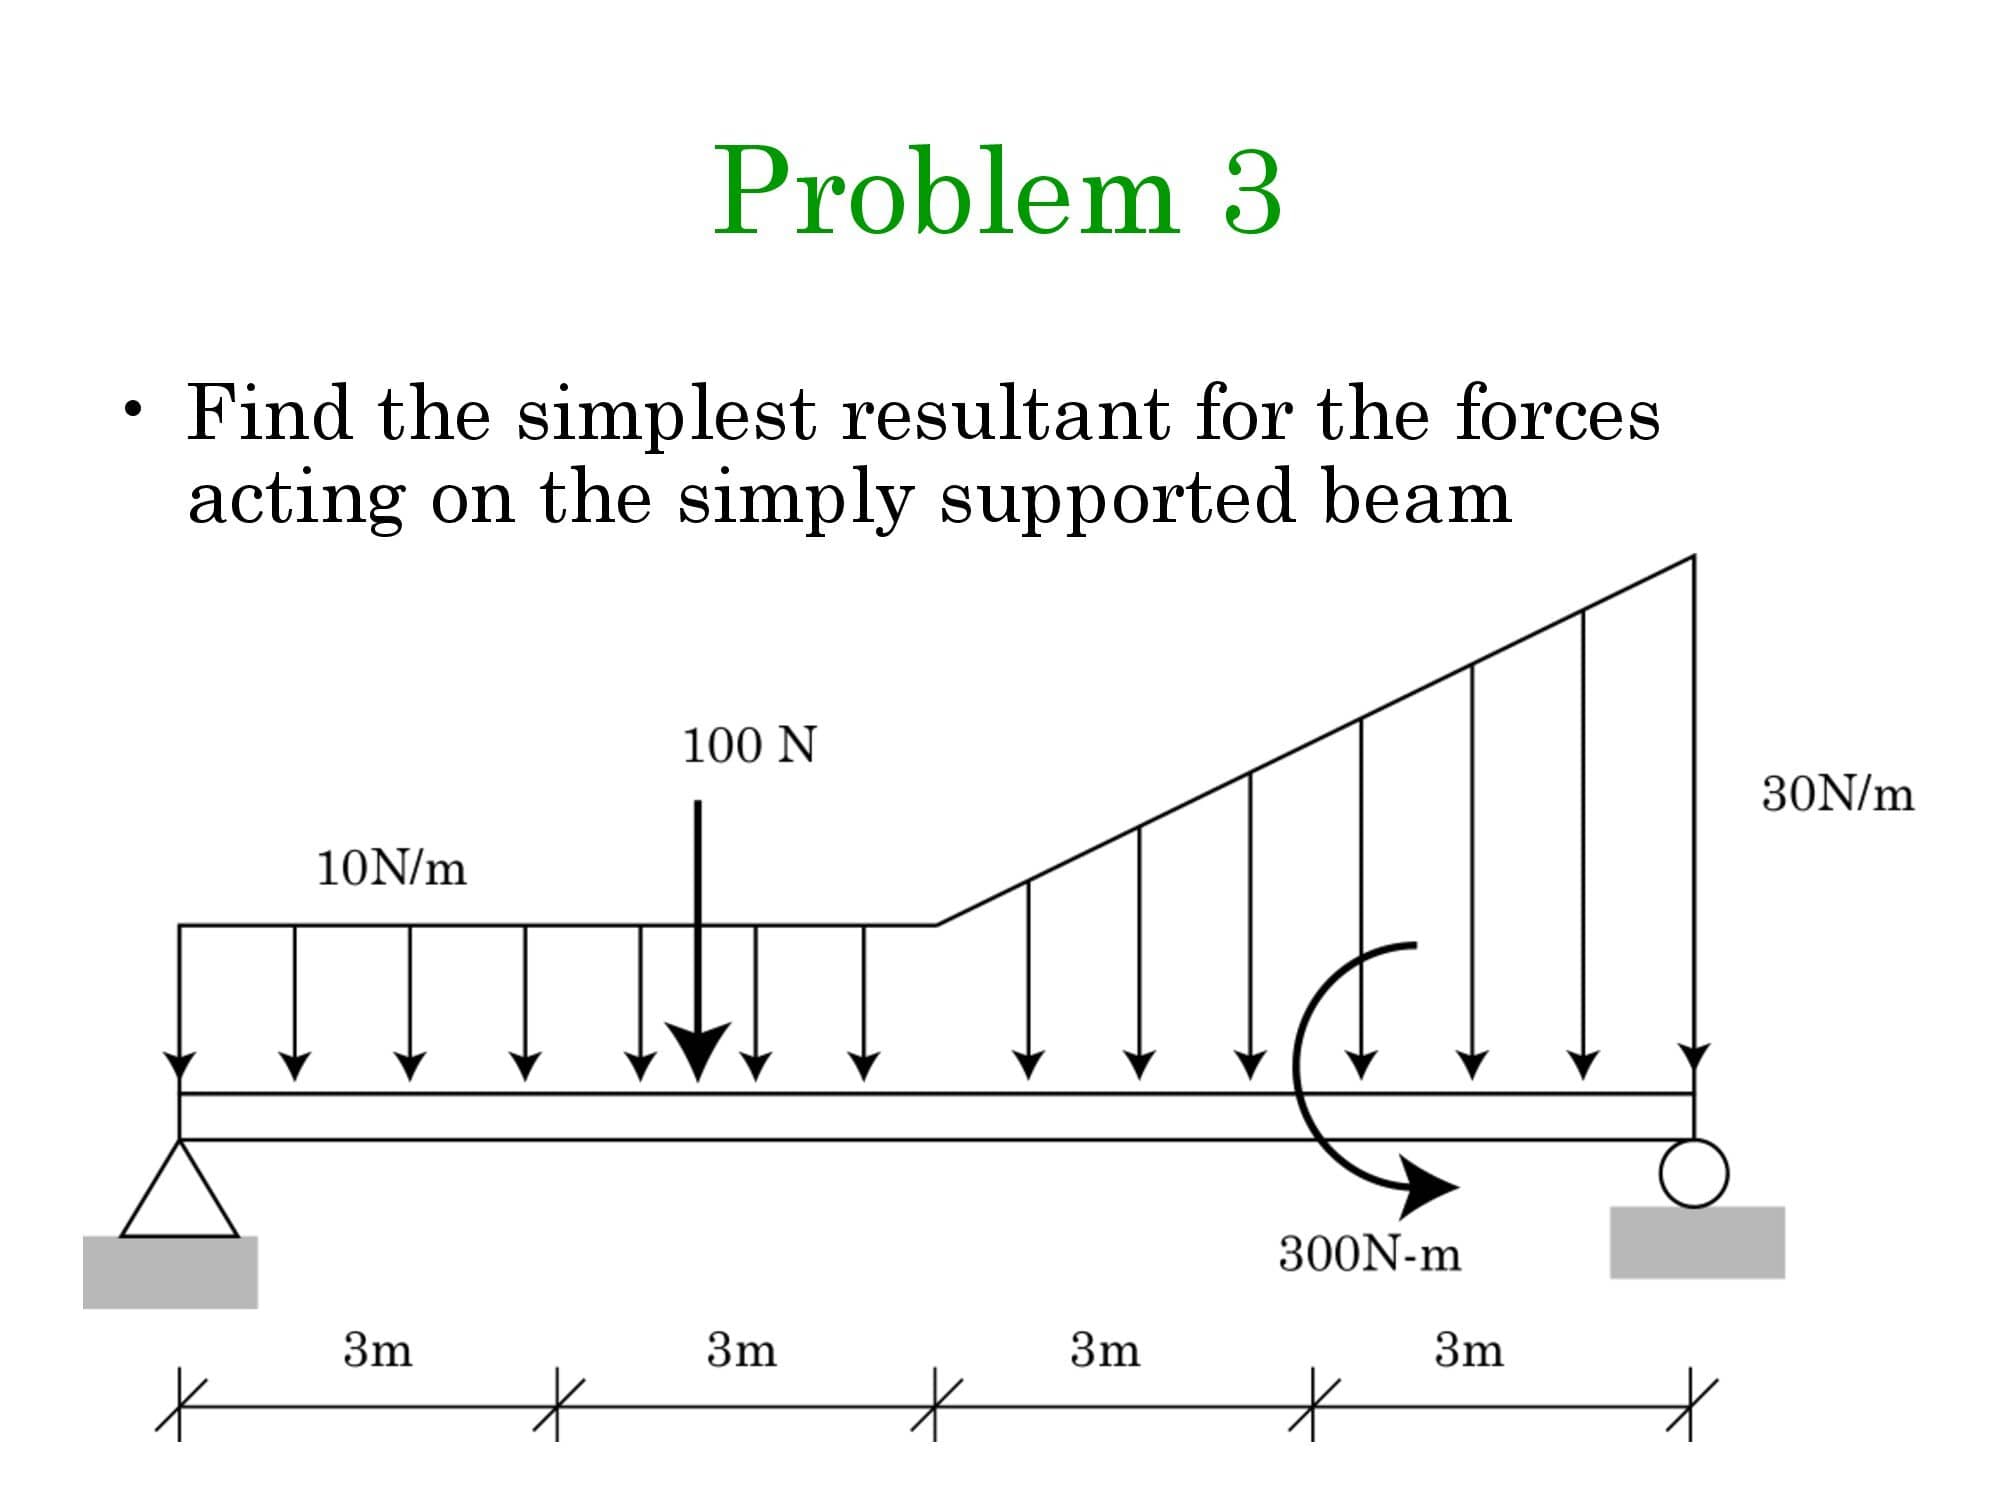 Problem 3
• Find the simplest resultant for the forces
acting on the simply supported beam
100 N
30N/m
10N/m
300N-m
3m 3m 3m 3m